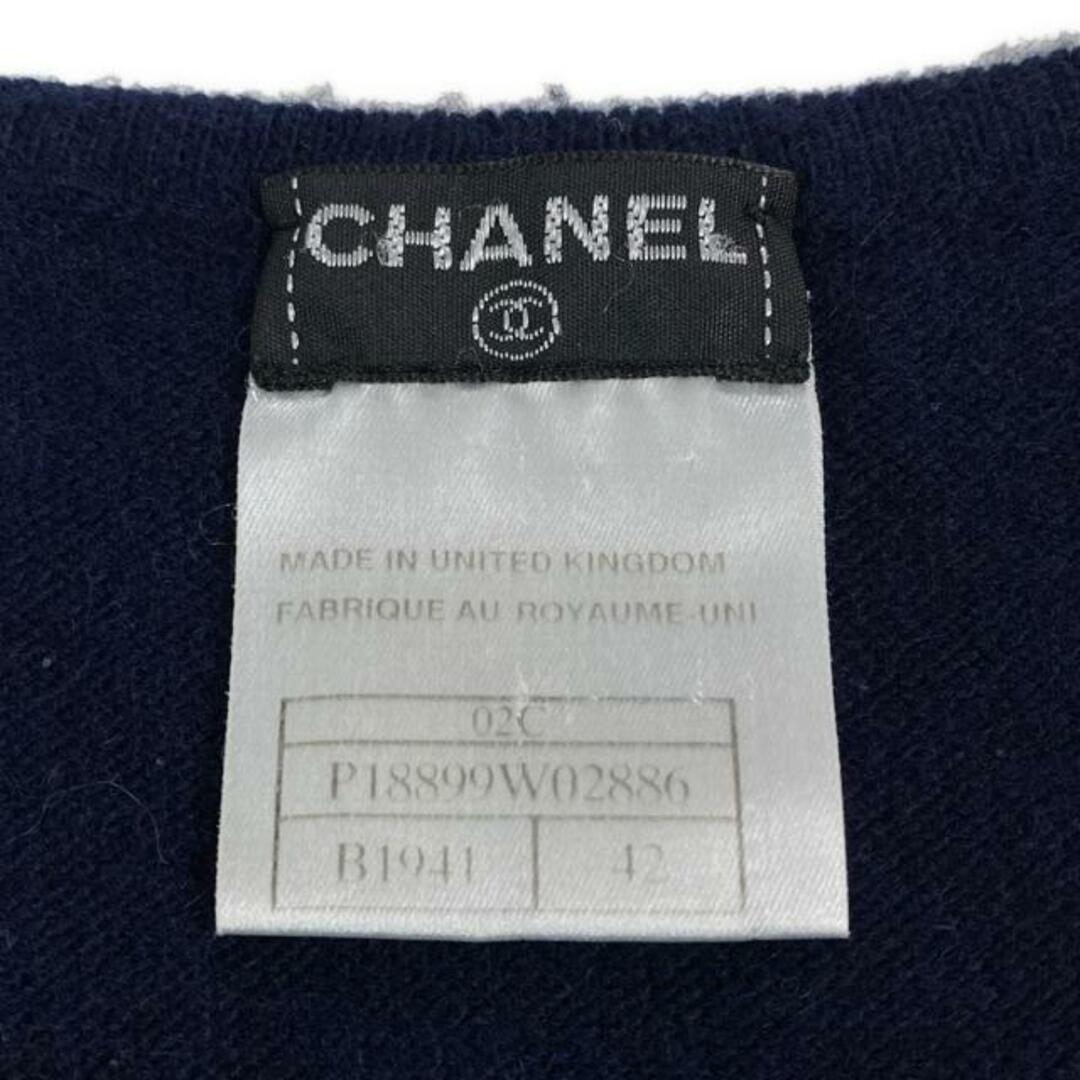 CHANEL
MADE IN UNITED KINGDOM
FABRIQUE AU ROYAUME-UNI
02C
P18899W02886
B1941 42